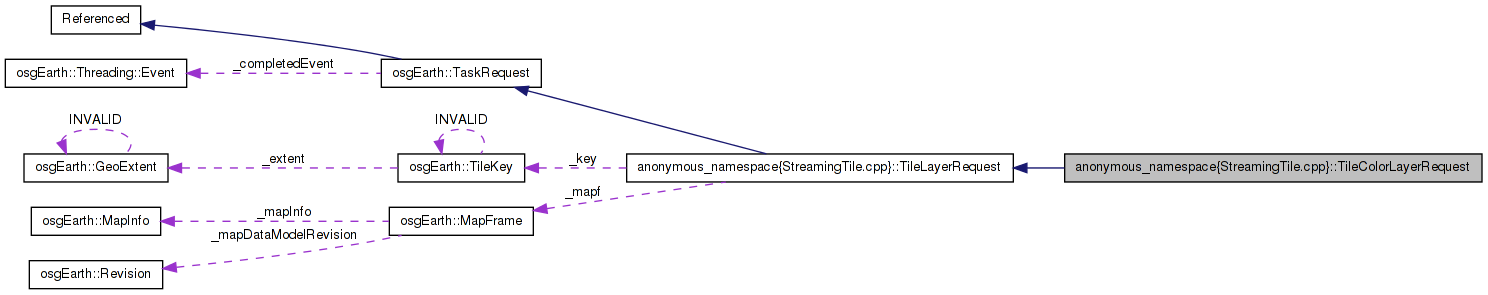 Referenced
osgEarth::Threading::Event
_completedEvent
osgEarth::TaskRequest
INVALID
INVALID
osgEarth::GeoExtent
_extent
osgEarth::TileKey
_key
anonymous_namespace{StreamingTile.cpp}::TileLayerRequest
anonymous_namespace{StreamingTile.cpp}::TileColorLayerRequest
_mapf
osgEarth::MapInfo
_mapInfo
osgEarth::MapFrame
_mapDataModelRevision
osgEarth::Revision